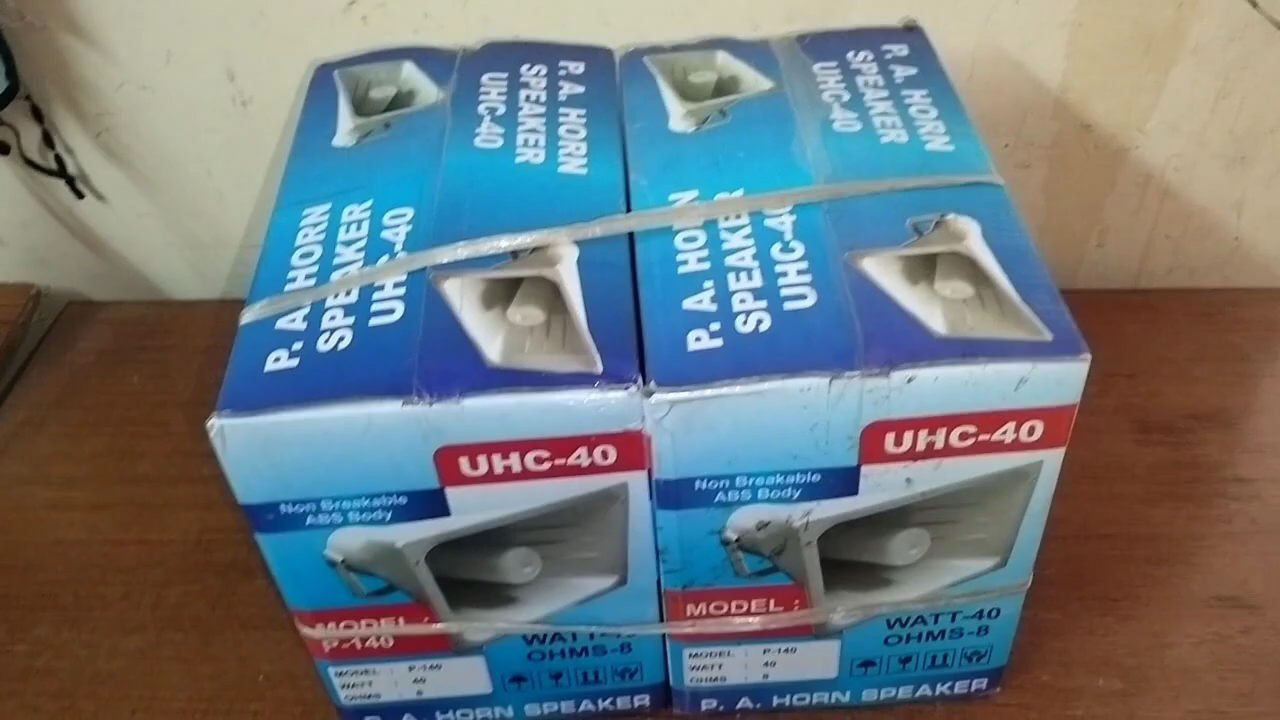 P. A. HORN
SPEAKER
UHC-40
P. A. HORN
SPEAKER
UHC-40
P. A. HORN
SPEAKER
UHC-40
P. A. HORN
SPEAKER
UHC-40
UHC-40
Non Breakable
ABS Body
MODEL :
P-140
WATT-40
OHMS-8
MODEL : P-140
WATT : 40
OHMS : 8
P. A. HORN SPEAKER
UHC-40
Non Breakable
ABS Body
MODEL :
WATT-40
OHMS-8
MODEL : P-140
WATT : 40
OHMS : 8
P. A. HORN SPEAKER